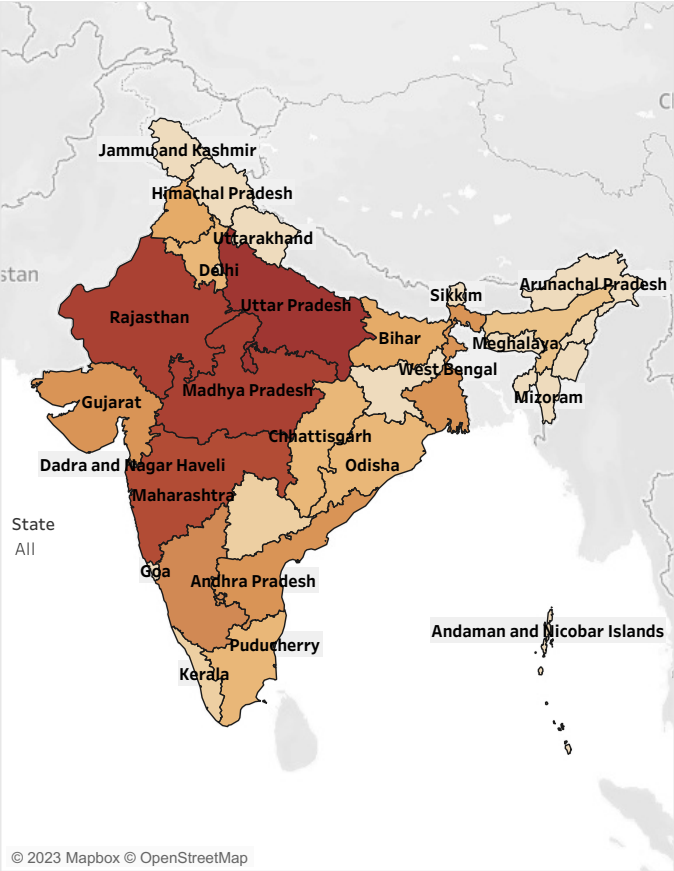 Jammu and Kashmir
Himachal Pradesh
Uttarakhand
Delhi
stan
Rajasthan
Uttar Pradesh
Sikkim
Arunachal Pradesh
Bihar
Meghalaya
West Bengal
Madhya Pradesh
Gujarat
Mizoram
Chhattisgarh
Odisha
Dadra and Nagar Haveli
Maharashtra
State
All
Goa
Andhra Pradesh
Andaman and Nicobar Islands
Puducherry
Kerala
© 2023 Mapbox © OpenStreetMap